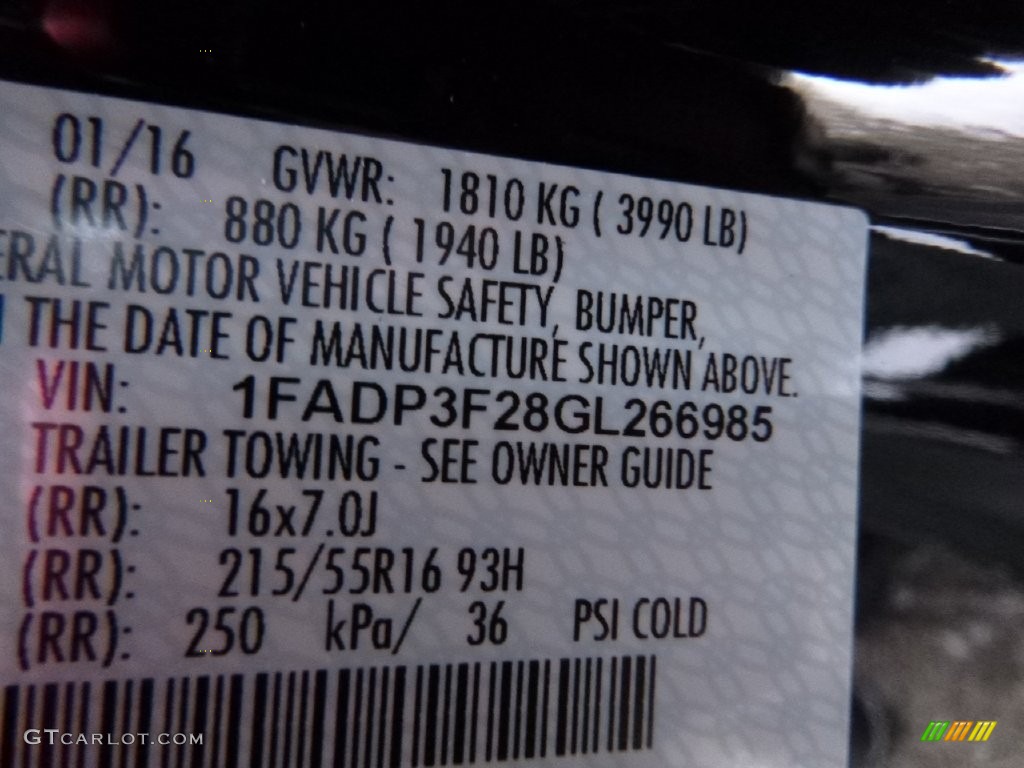 01/16 GVWR: 1810 KG ( 3990 LB)
(RR): 880 KG ( 1940 LB)
ERAL MOTOR VEHICLE SAFETY, BUMPER,
THE DATE OF MANUFACTURE SHOWN ABOVE.
VIN: 1FADP3F28GL266985
TRAILER TOWING - SEE OWNER GUIDE
(RR): 16x7.0J
(RR): 215/55R16 93H
(RR): 250 kPa/ 36 PSI COLD
GTCARLOT.COM